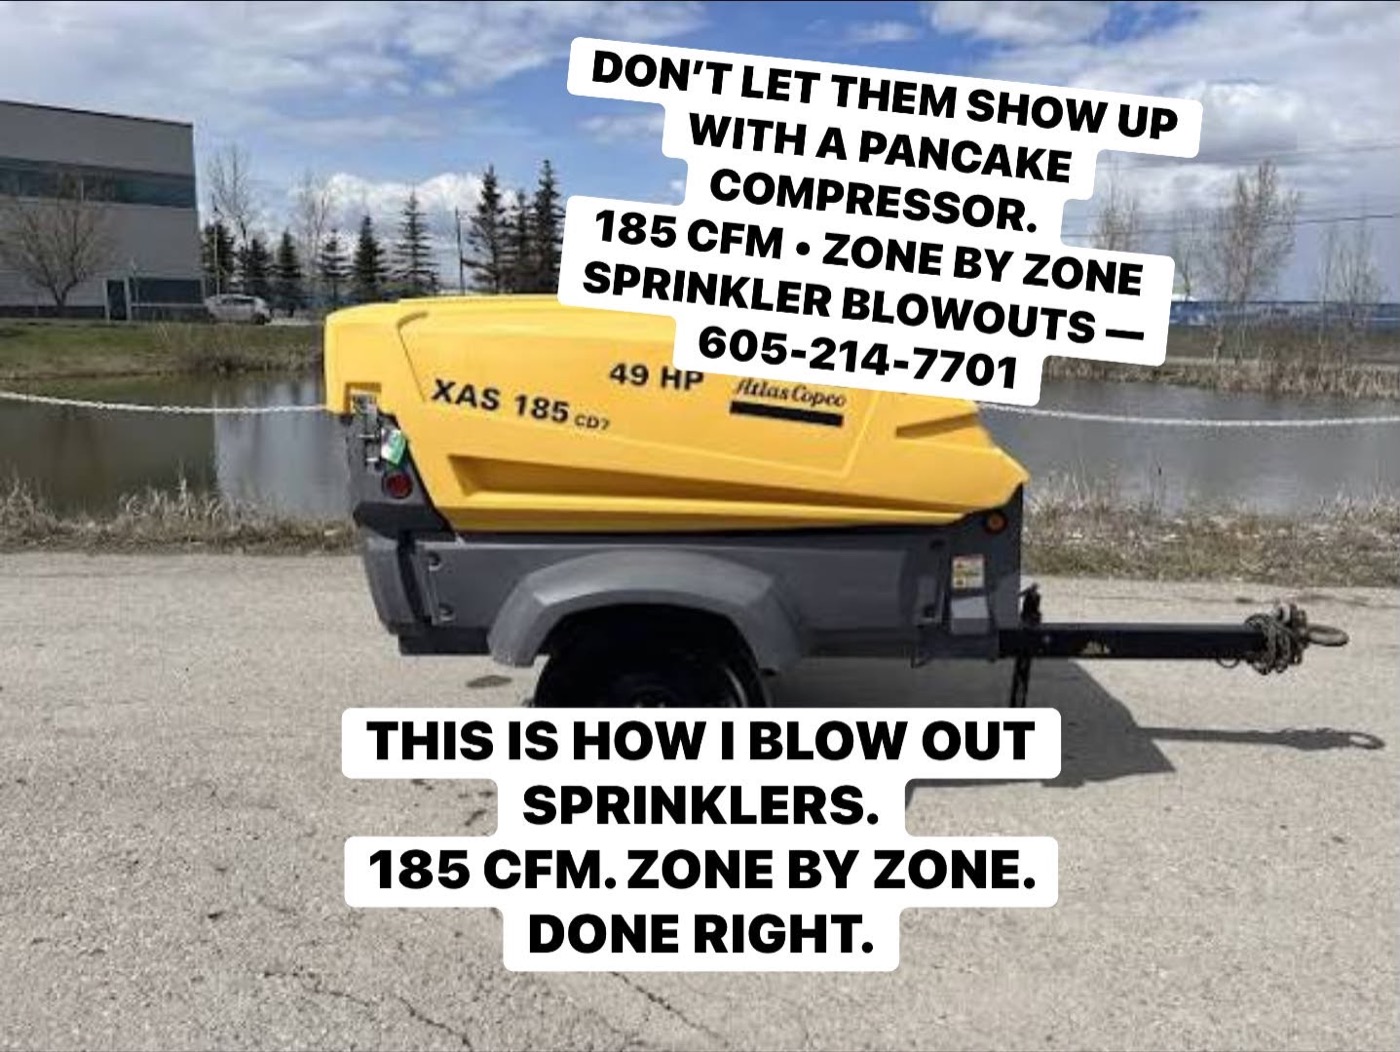 DON'T LET THEM SHOW UP
WITH A PANCAKE
COMPRESSOR.
185 CFM • ZONE BY ZONE
SPRINKLER BLOWOUTS —
605-214-7701
49 HP
Atlas Copco
XAS 185 CD7
THIS IS HOW I BLOW OUT
SPRINKLERS.
185 CFM. ZONE BY ZONE.
DONE RIGHT.